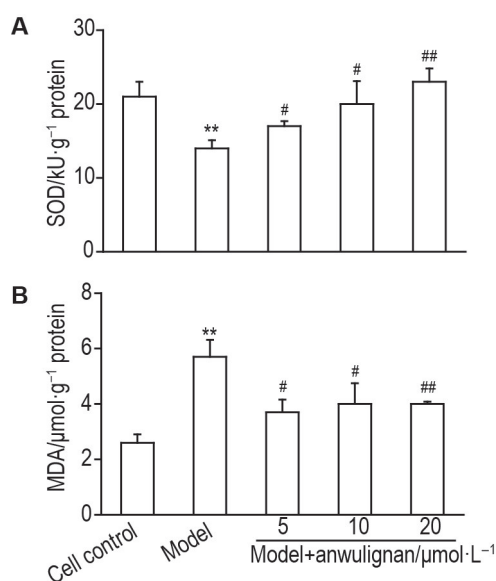 A
SOD/kU·g⁻¹ protein
30
20
10
0
**
#
#
##
B
MDA/μmol·g⁻¹ protein
8
6
4
2
0
**
#
#
##
Cell control
Model
5 10 20
Model+anwulignan/μmol·L⁻¹